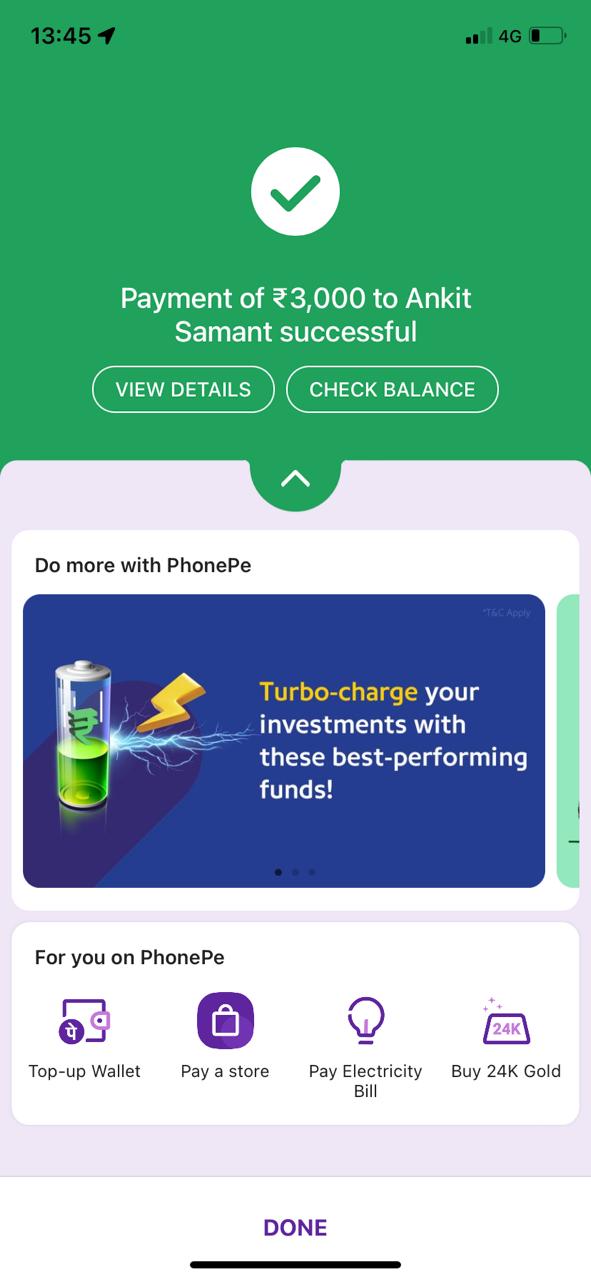 13:45
4G
Payment of ₹3,000 to Ankit
Samant successful
VIEW DETAILS
CHECK BALANCE
Do more with PhonePe
*T&C Apply
₹
Turbo-charge your
investments with
these best-performing
funds!
For you on PhonePe
पे
24K
Top-up Wallet
Pay a store
Pay Electricity
Bill
Buy 24K Gold
DONE